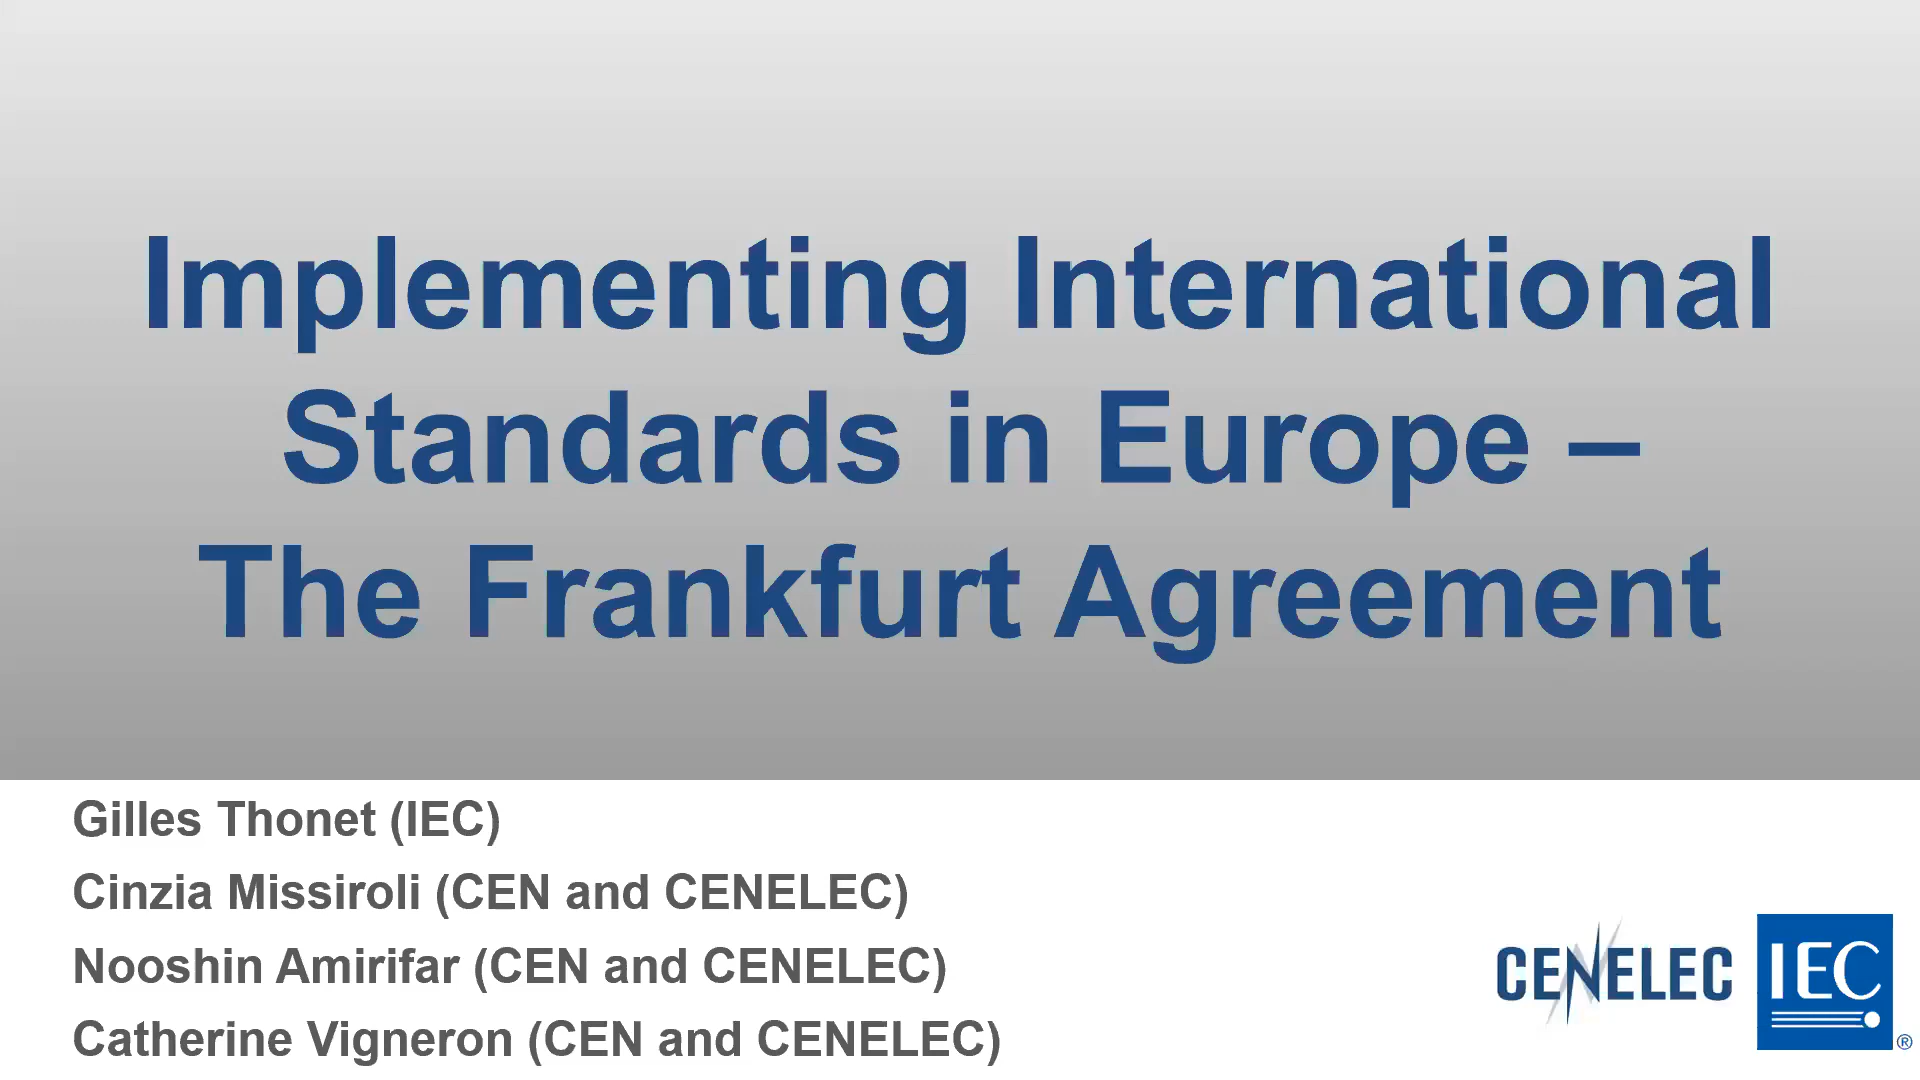 Implementing International
Standards in Europe –
The Frankfurt Agreement
Gilles Thonet (IEC)
Cinzia Missiroli (CEN and CENELEC)
Nooshin Amirifar (CEN and CENELEC)
Catherine Vigneron (CEN and CENELEC)
CENELEC
IEC
®